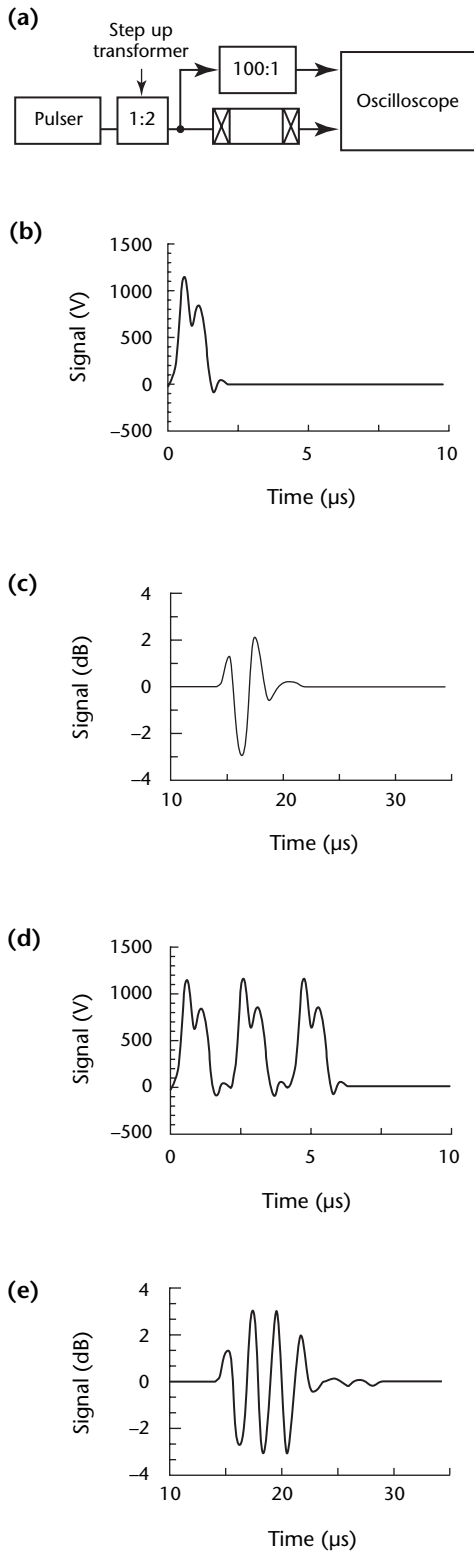 (a)
Step up
transformer
Pulser
1:2
100:1
Oscilloscope
(b)
1500
1000
500
0
–500
Signal (V)
0
5
10
Time (µs)
(c)
4
2
0
–2
–4
Signal (dB)
10
20
30
Time (µs)
(d)
1500
1000
500
0
–500
Signal (V)
0
5
10
Time (µs)
(e)
4
2
0
–2
–4
Signal (dB)
10
20
30
Time (µs)